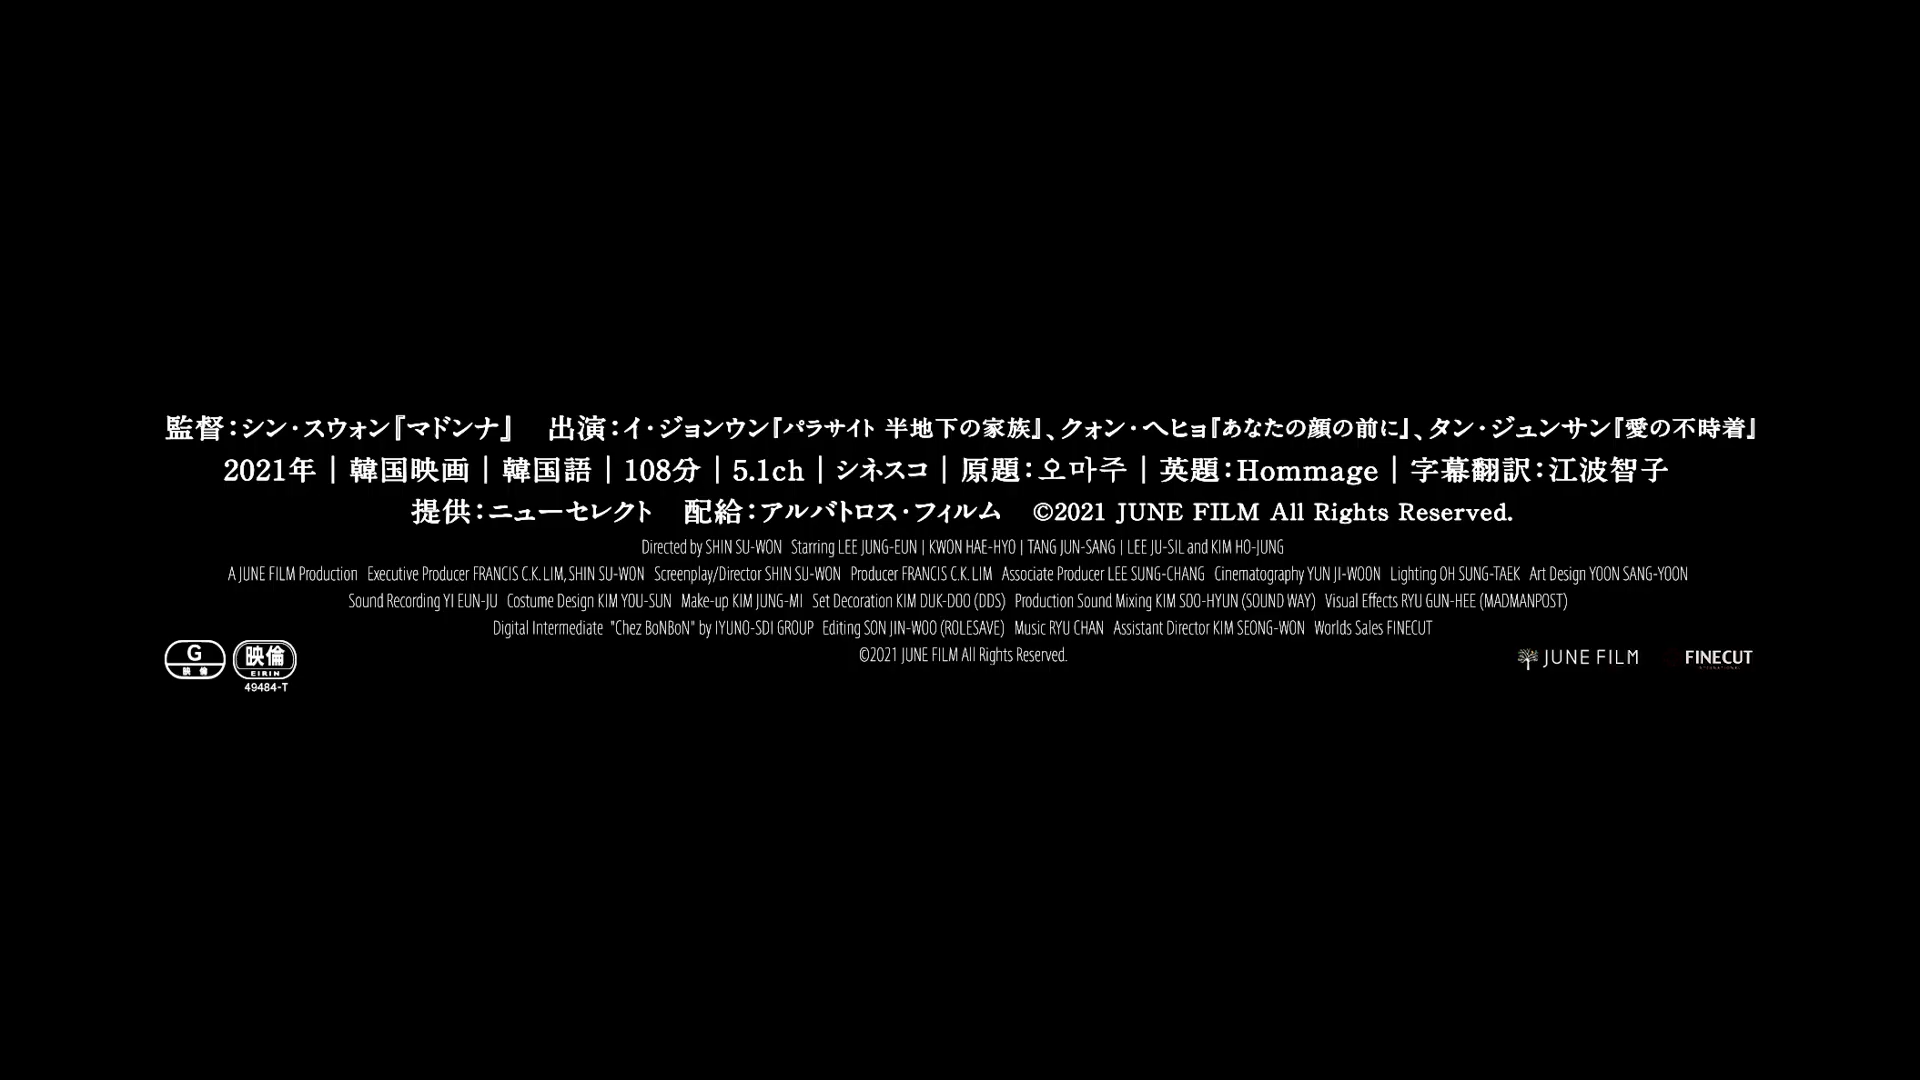 監督：シン・スウォン『マドンナ』　出演：イ・ジョンウン『パラサイト 半地下の家族』、クォン・ヘヒョ『あなたの顔の前に』、タン・ジュンサン『愛の不時着』
2021年｜韓国映画｜韓国語｜108分｜5.1ch｜シネスコ｜原題：오마주｜英題：Hommage｜字幕翻訳：江波智子
提供：ニューセレクト　配給：アルバトロス・フィルム　©2021 JUNE FILM All Rights Reserved.
Directed by SHIN SU-WON Starring LEE JUNG-EUN | KWON HAE-HYO | TANG JUN-SANG | LEE JU-SIL and KIM HO-JUNG
A JUNE FILM Production Executive Producer FRANCIS C.K. LIM, SHIN SU-WON Screenplay/Director SHIN SU-WON Producer FRANCIS C.K. LIM Associate Producer LEE SUNG-CHANG Cinematography YUN JI-WOON Lighting OH SUNG-TAEK Art Design YOON SANG-YOON
Sound Recording YI EUN-JU Costume Design KIM YOU-SUN Make-up KIM JUNG-MI Set Decoration KIM DUK-DOO (DDS) Production Sound Mixing KIM SOO-HYUN (SOUND WAY) Visual Effects RYU GUN-HEE (MADMANPOST)
Digital Intermediate "Chez BoNBoN" by IYUNO-SDI GROUP Editing SON JIN-WOO (ROLESAVE) Music RYU CHAN Assistant Director KIM SEONG-WON Worlds Sales FINECUT
©2021 JUNE FILM All Rights Reserved.
G
映倫
映倫
EIRIN
49484-T
JUNE FILM
FINECUT